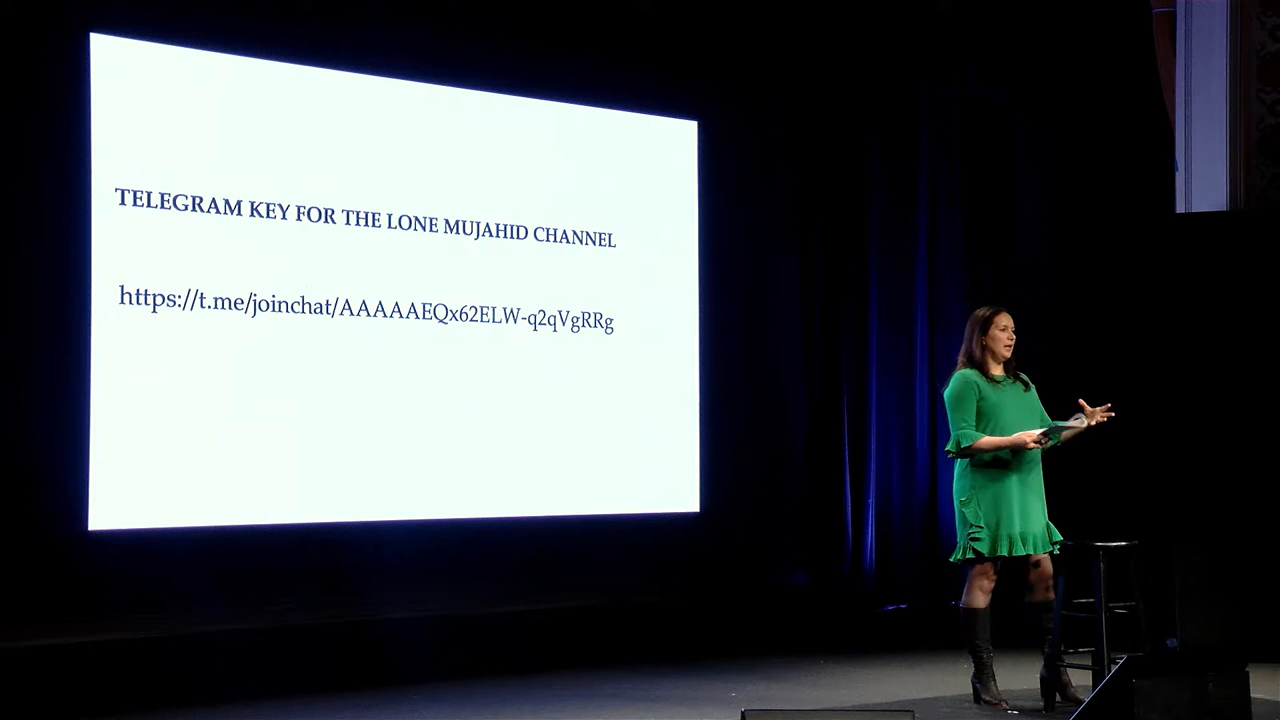 TELEGRAM KEY FOR THE LONE MUJAHID CHANNEL
https://t.me/joinchat/AAAAAEQx62ELW-q2qVgRRg